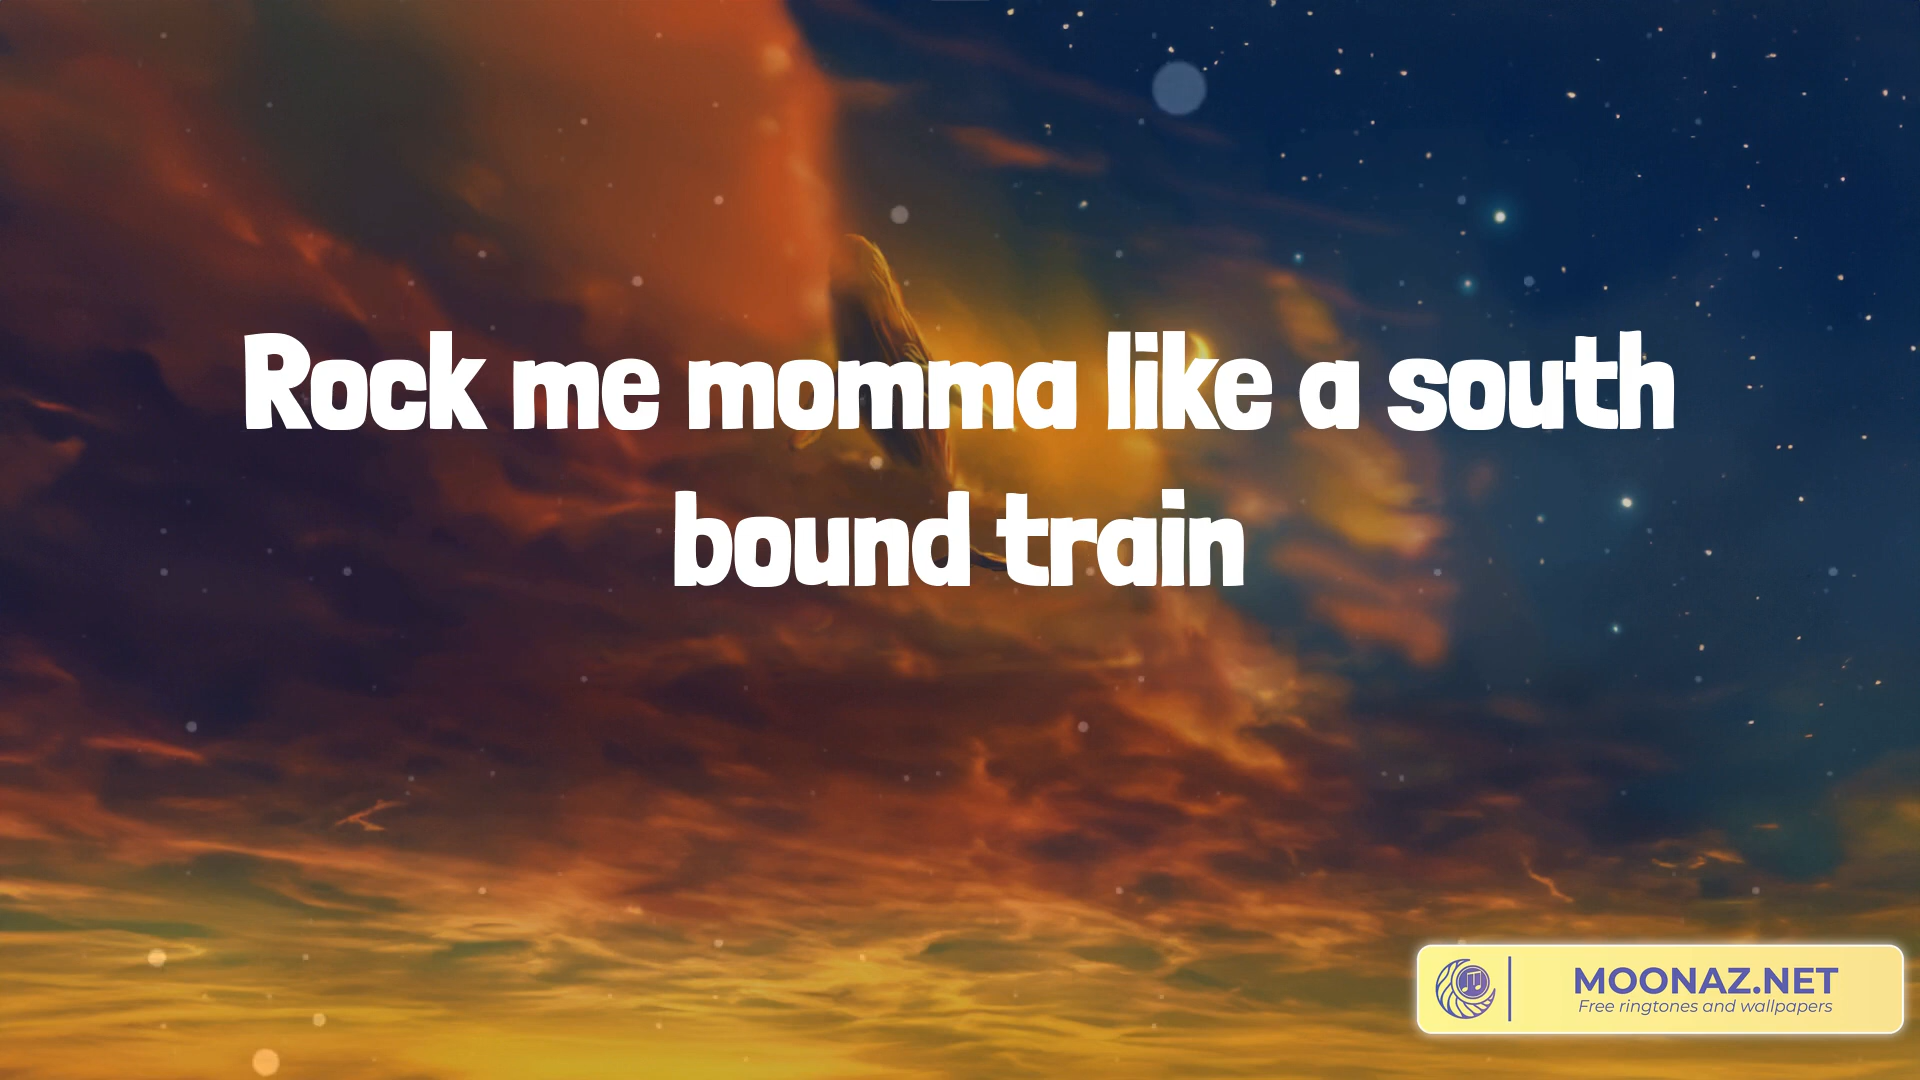 Rock me momma like a south
bound train
MOONAZ.NET
Free ringtones and wallpapers